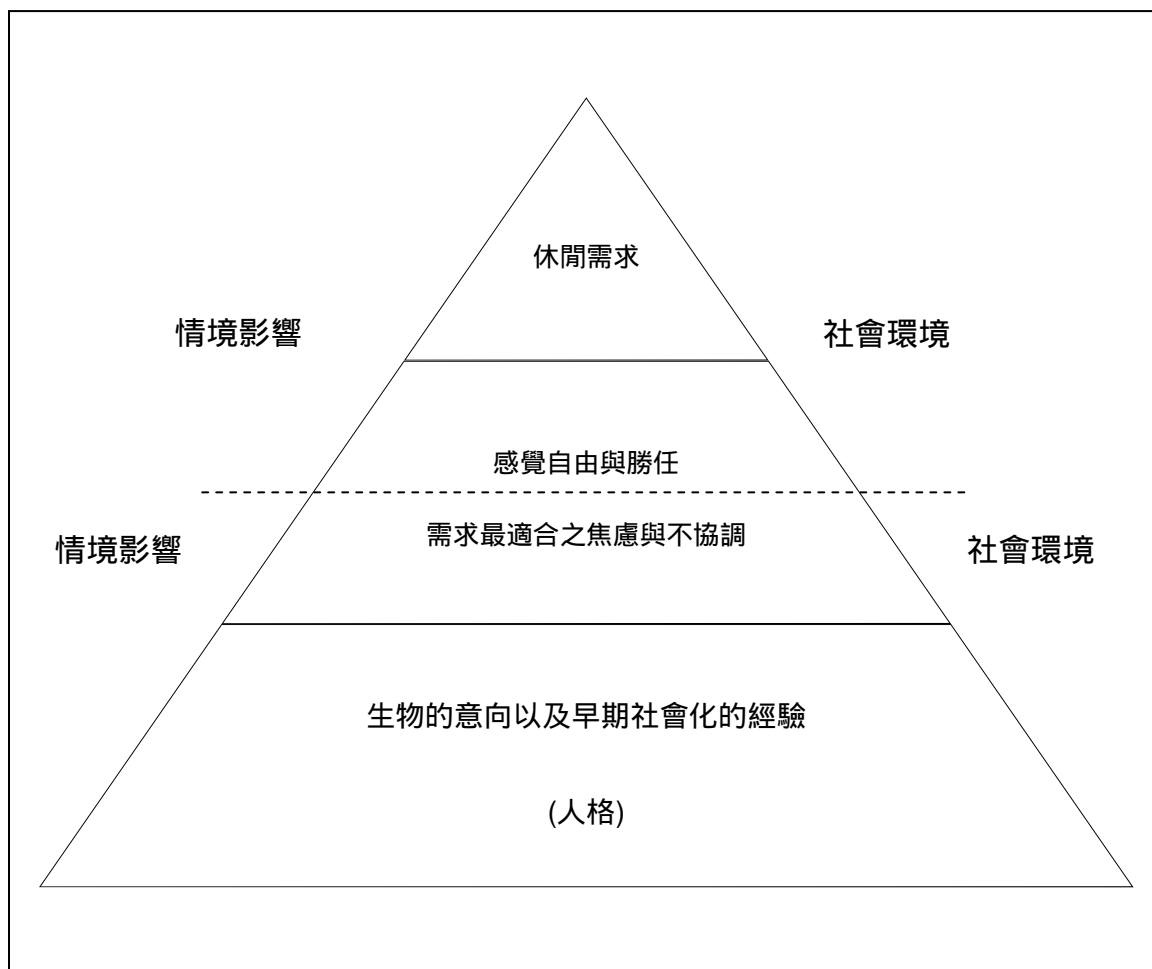 休閒需求
情境影響
社會環境
感覺自由與勝任
需求最適合之焦慮與不協調
情境影響
社會環境
生物的意向以及早期社會化的經驗
(人格)